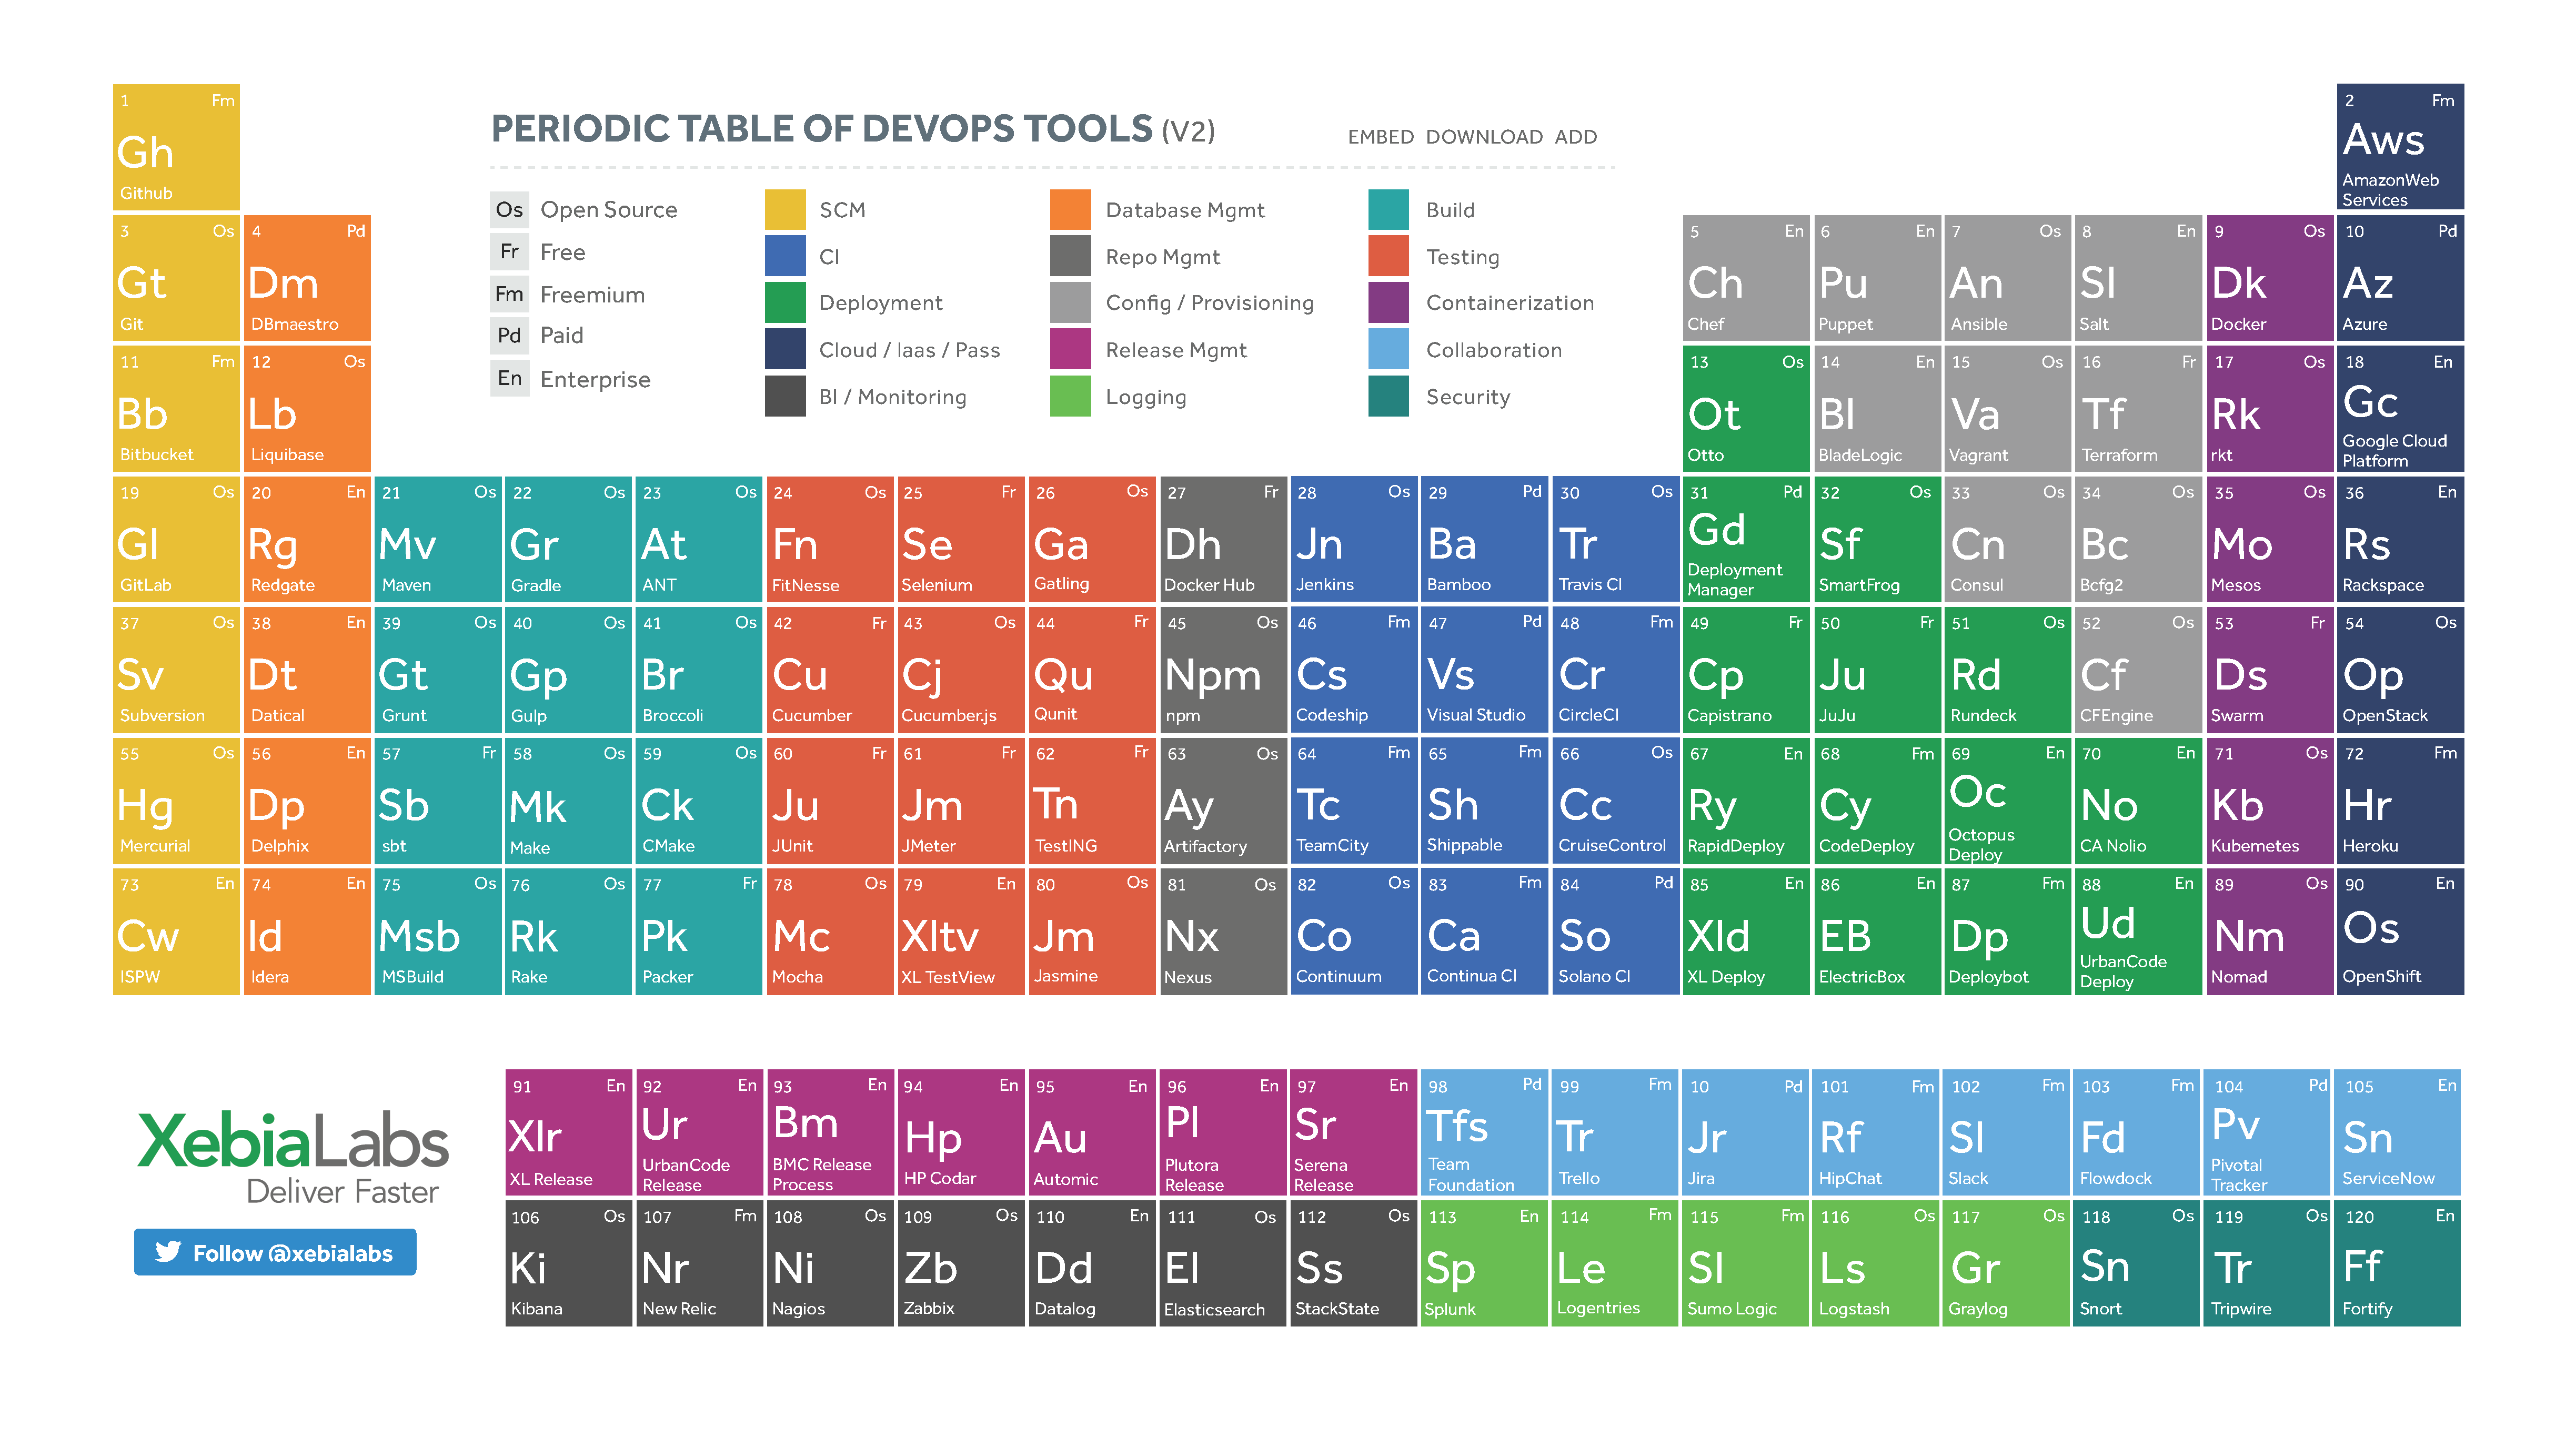 1 Fm
Gh
Github
PERIODIC TABLE OF DEVOPS TOOLS (V2)
EMBED DOWNLOAD ADD
Os Open Source
Fr Free
Fm Freemium
Pd Paid
En Enterprise
SCM
CI
Deployment
Cloud / Iaas / Pass
BI / Monitoring
Database Mgmt
Repo Mgmt
Config / Provisioning
Release Mgmt
Logging
Build
Testing
Containerization
Collaboration
Security
2 Fm
Aws
AmazonWeb
Services
3 Os
Gt
Git
4 Pd
Dm
DBmaestro
5 En
Ch
Chef
6 En
Pu
Puppet
7 Os
An
Ansible
8 En
Sl
Salt
9 Os
Dk
Docker
10 Pd
Az
Azure
11 Fm
Bb
Bitbucket
12 Os
Lb
Liquibase
13 Os
Ot
Otto
14 En
Bl
BladeLogic
15 Os
Va
Vagrant
16 Fr
Tf
Terraform
17 Os
Rk
rkt
18 En
Gc
Google Cloud
Platform
19 Os
Gl
GitLab
20 En
Rg
Redgate
21 Os
Mv
Maven
22 Os
Gr
Gradle
23 Os
At
ANT
24 Os
Fn
FitNesse
25 Fr
Se
Selenium
26 Os
Ga
Gatling
27 Fr
Dh
Docker Hub
28 Os
Jn
Jenkins
29 Pd
Ba
Bamboo
30 Os
Tr
Travis CI
31 Pd
Gd
Deployment
Manager
32 Os
Sf
SmartFrog
33 Os
Cn
Consul
34 Os
Bc
Bcfg2
35 Os
Mo
Mesos
36 En
Rs
Rackspace
37 Os
Sv
Subversion
38 En
Dt
Datical
39 Os
Gt
Grunt
40 Os
Gp
Gulp
41 Os
Br
Broccoli
42 Fr
Cu
Cucumber
43 Os
Cj
Cucumber.js
44 Fr
Qu
Qunit
45 Os
Npm
npm
46 Fm
Cs
Codeship
47 Pd
Vs
Visual Studio
48 Fm
Cr
CircleCI
49 Fr
Cp
Capistrano
50 Fr
Ju
JuJu
51 Os
Rd
Rundeck
52 Os
Cf
CFEngine
53 Fr
Ds
Swarm
54 Os
Op
OpenStack
55 Os
Hg
Mercurial
56 En
Dp
Delphix
57 Fr
Sb
sbt
58 Os
Mk
Make
59 Os
Ck
CMake
60 Fr
Ju
JUnit
61 Fr
Jm
JMeter
62 Fr
Tn
TestING
63 Os
Ay
Artifactory
64 Fm
Tc
TeamCity
65 Fm
Sh
Shippable
66 Os
Cc
CruiseControl
67 En
Ry
RapidDeploy
68 Fm
Cy
CodeDeploy
69 En
Oc
Octopus
Deploy
70 En
No
CA Nolio
71 Os
Kb
Kubemetes
72 Fm
Hr
Heroku
73 En
Cw
ISPW
74 En
Id
Idera
75 Os
Msb
MSBuild
76 Os
Rk
Rake
77 Fr
Pk
Packer
78 Os
Mc
Mocha
79 En
Xltv
XL TestView
80 Os
Jm
Jasmine
81 Os
Nx
Nexus
82 Os
Co
Continuum
83 Fm
Ca
Continua CI
84 Pd
So
Solano CI
85 En
Xld
XL Deploy
86 En
EB
ElectricBox
87 Fm
Dp
Deploybot
88 En
Ud
UrbanCode
Deploy
89 Os
Nm
Nomad
90 En
Os
OpenShift
XebiaLabs
Deliver Faster
Follow @xebialabs
91 En
Xlr
XL Release
92 En
Ur
UrbanCode
Release
93 En
Bm
BMC Release
Process
94 En
Hp
HP Codar
95 En
Au
Automic
96 En
Pl
Plutora
Release
97 En
Sr
Serena
Release
98 Pd
Tfs
Team
Foundation
99 Fm
Tr
Trello
10 Pd
Jr
Jira
101 Fm
Rf
HipChat
102 Fm
Sl
Slack
103 Fm
Fd
Flowdock
104 Pd
Pv
Pivotal
Tracker
105 En
Sn
ServiceNow
106 Os
Ki
Kibana
107 Fm
Nr
New Relic
108 Os
Ni
Nagios
109 Os
Zb
Zabbix
110 En
Dd
Datalog
111 Os
El
Elasticsearch
112 Os
Ss
StackState
113 En
Sp
Splunk
114 Fm
Le
Logentries
115 Fm
Sl
Sumo Logic
116 Os
Ls
Logstash
117 Os
Gr
Graylog
118 Os
Sn
Snort
119 Os
Tr
Tripwire
120 En
Ff
Fortify